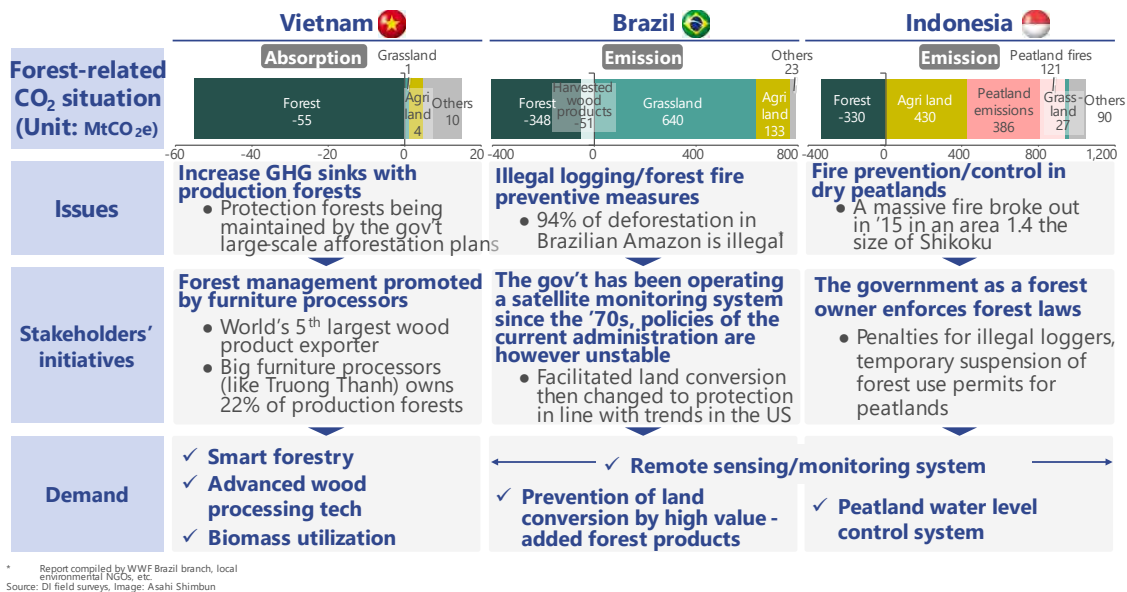 Vietnam
Brazil
Indonesia
Forest-related
CO2 situation
(Unit: MtCO2e)
Absorption
Grassland
1
Forest
-55
Agri
land
4
Others
10
-60
-40
-20
0
20
Emission
Others
23
Forest
-348
Harvested
wood
products
-51
Grassland
640
Agri
land
133
-400
0
400
800
Emission
Peatland fires
121
Forest
-330
Agri land
430
Peatland
emissions
386
Grass-
land
27
Others
90
-400
0
400
800
1,200
Issues
Increase GHG sinks with
production forests
● Protection forests being
maintained by the gov't
large-scale afforestation plans
Illegal logging/forest fire
preventive measures
● 94% of deforestation in
Brazilian Amazon is illegal*
Fire prevention/control in
dry peatlands
● A massive fire broke out
in '15 in an area 1.4 the
size of Shikoku
Stakeholders'
initiatives
Forest management promoted
by furniture processors
● World's 5th largest wood
product exporter
● Big furniture processors
(like Truong Thanh) owns
22% of production forests
The gov't has been operating
a satellite monitoring system
since the '70s, policies of the
current administration are
however unstable
● Facilitated land conversion
then changed to protection
in line with trends in the US
The government as a forest
owner enforces forest laws
● Penalties for illegal loggers,
temporary suspension of
forest use permits for
peatlands
Demand
✓ Smart forestry
✓ Advanced wood
processing tech
✓ Biomass utilization
✓ Remote sensing/monitoring system
✓ Prevention of land
conversion by high value -
added forest products
✓ Peatland water level
control system
* Report compiled by WWF Brazil branch, local
environmental NGOs, etc.
Source: DI field surveys, Image: Asahi Shimbun